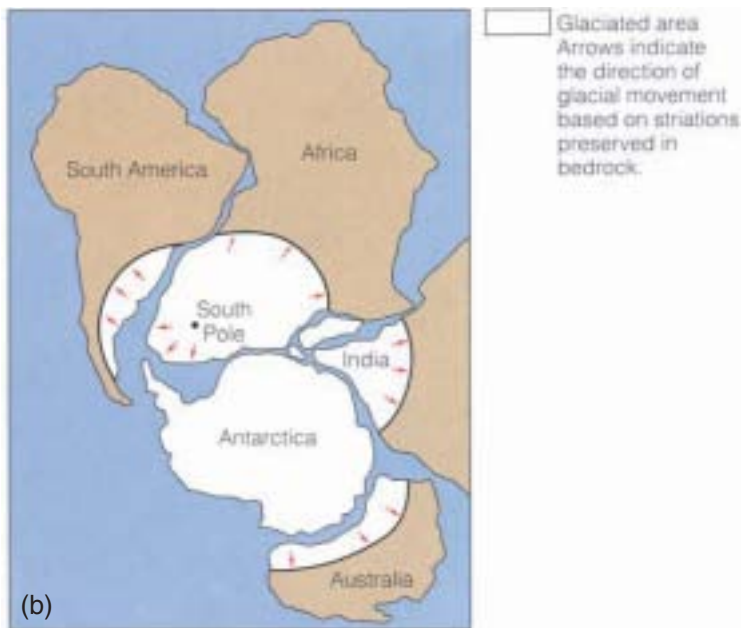 Glaciated area
Arrows indicate
the direction of
glacial movement
based on striations
preserved in
bedrock.
Africa
South America
South
Pole
India
Antarctica
Australia
(b)